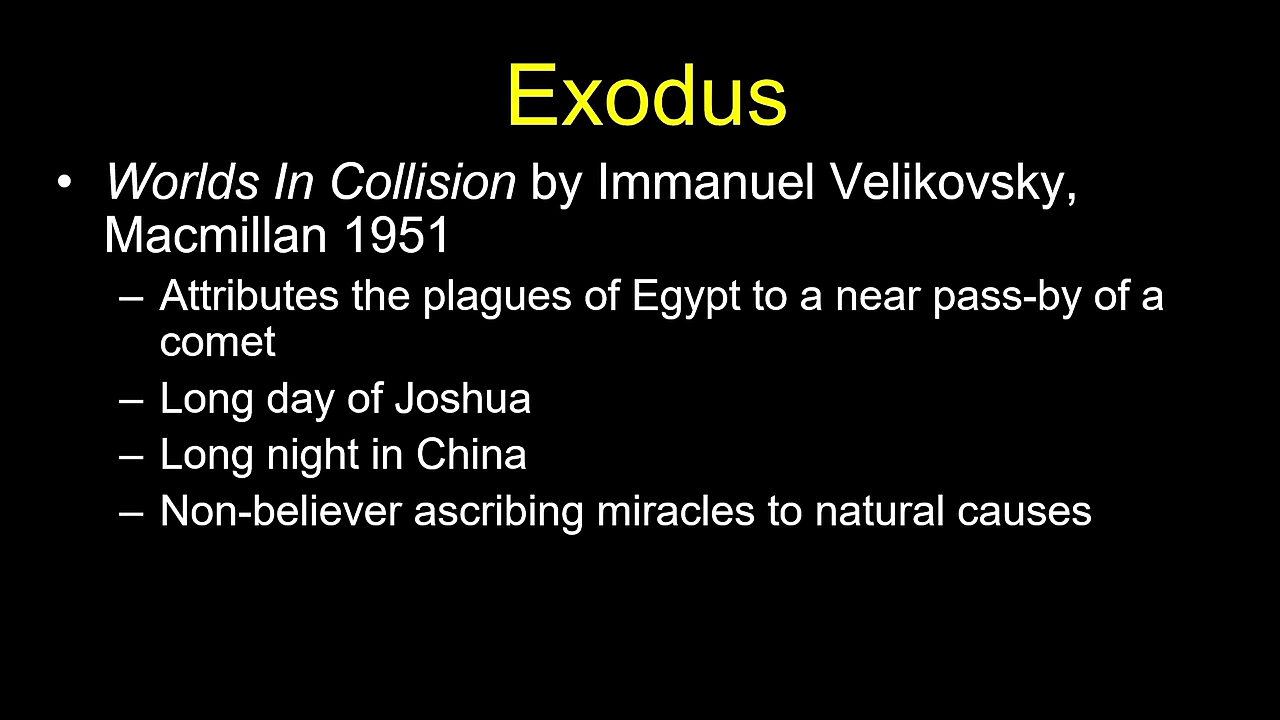 Exodus
• Worlds In Collision by Immanuel Velikovsky,
Macmillan 1951
– Attributes the plagues of Egypt to a near pass-by of a
comet
– Long day of Joshua
– Long night in China
– Non-believer ascribing miracles to natural causes